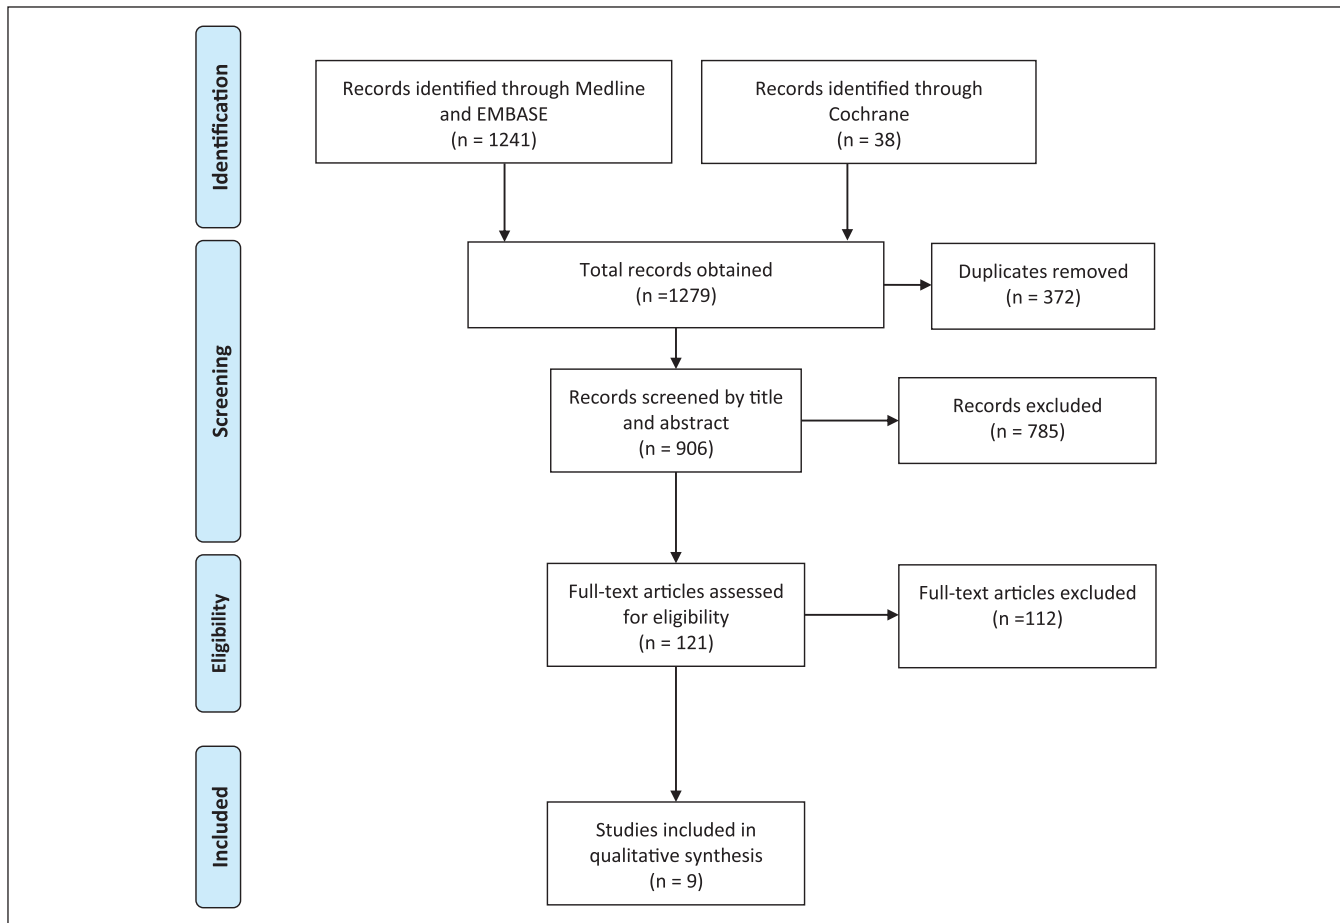 Identification
Records identified through Medline
and EMBASE
(n = 1241)
Records identified through
Cochrane
(n = 38)
Screening
Total records obtained
(n =1279)
Duplicates removed
(n = 372)
Records screened by title
and abstract
(n = 906)
Records excluded
(n = 785)
Eligibility
Full-text articles assessed
for eligibility
(n = 121)
Full-text articles excluded
(n =112)
Included
Studies included in
qualitative synthesis
(n = 9)